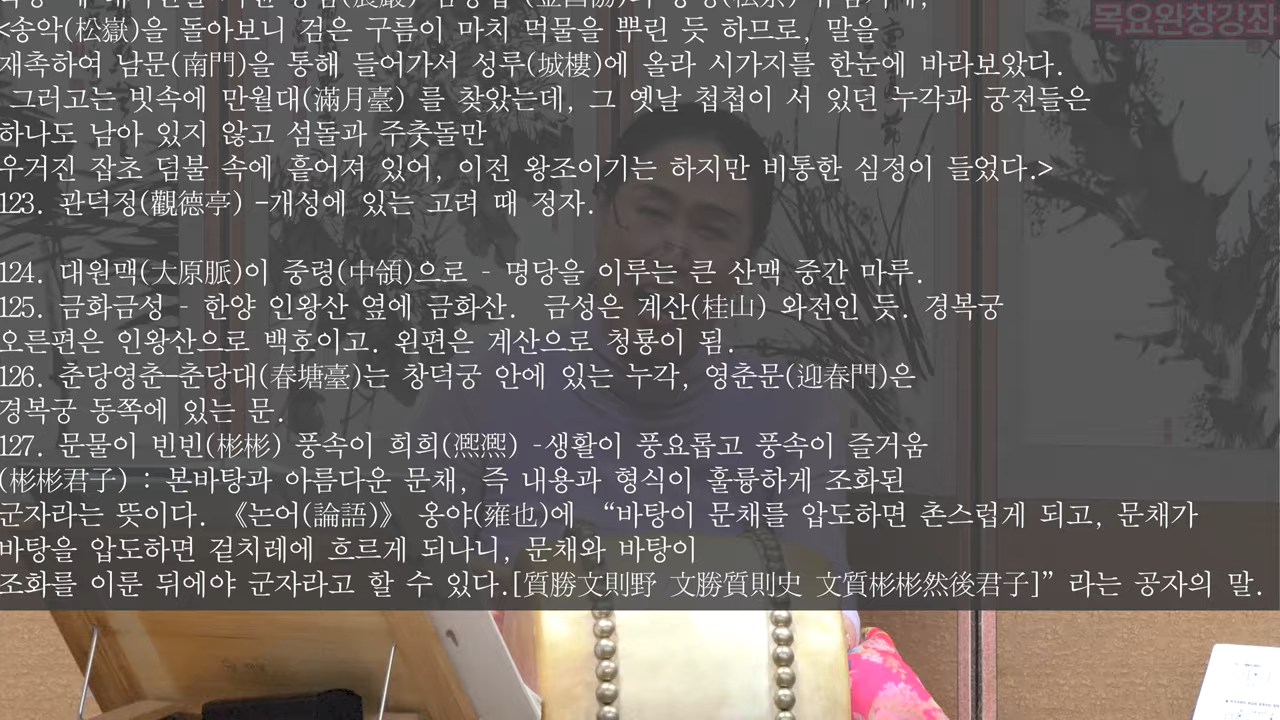 목요완창강좌
<송악(松嶽)을 돌아보니 검은 구름이 마치 먹물을 뿌린 듯 하므로, 말을
재촉하여 남문(南門)을 통해 들어가서 성루(城樓)에 올라 시가지를 한눈에 바라보았다.
그러고는 빗속에 만월대(滿月臺) 를 찾았는데, 그 옛날 첩첩이 서 있던 누각과 궁전들은
하나도 남아 있지 않고 섬돌과 주춧돌만
우거진 잡초 덤불 속에 흩어져 있어, 이전 왕조이기는 하지만 비통한 심정이 들었다.>
123. 관덕정(觀德亭) -개성에 있는 고려 때 정자.
124. 대원맥(大原脈)이 중령(中領)으로 - 명당을 이루는 큰 산맥 중간 마루.
125. 금화금성 - 한양 인왕산 옆에 금화산. 금성은 계산(桂山) 와전인 듯. 경복궁
오른편은 인왕산으로 백호이고. 왼편은 계산으로 청룡이 됨.
126. 춘당영춘-춘당대(春塘臺)는 창덕궁 안에 있는 누각, 영춘문(迎春門)은
경복궁 동쪽에 있는 문.
127. 문물이 빈빈(彬彬) 풍속이 희희(凞凞) -생활이 풍요롭고 풍속이 즐거움
(彬彬君子) : 본바탕과 아름다운 문채, 즉 내용과 형식이 훌륭하게 조화된
군자라는 뜻이다. 《논어(論語)》 옹야(雍也)에 “바탕이 문채를 압도하면 촌스럽게 되고, 문채가
바탕을 압도하면 겉치레에 흐르게 되나니, 문채와 바탕이
조화를 이룬 뒤에야 군자라고 할 수 있다.[質勝文則野 文勝質則史 文質彬彬然後君子]” 라는 공자의 말.